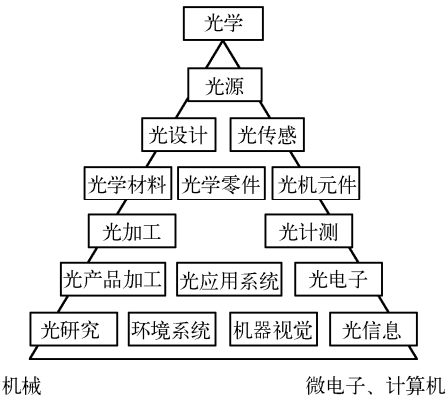 光学
光源
光设计 光传感
光学材料 光学零件 光机元件
光加工 光计测
光产品加工 光应用系统 光电子
光研究 环境系统 机器视觉 光信息
机械 微电子、计算机